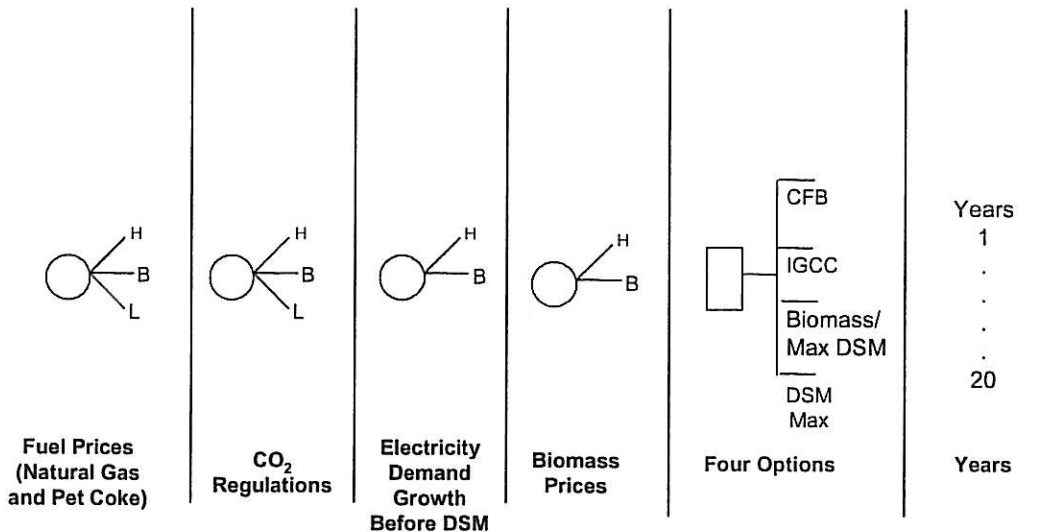 H
B
L
Fuel Prices
(Natural Gas
and Pet Coke)
H
B
L
CO₂
Regulations
H
B
Electricity
Demand
Growth
Before DSM
H
B
Biomass
Prices
CFB
IGCC
Biomass/
Max DSM
DSM
Max
Four Options
Years
1
.
.
.
.
20
Years